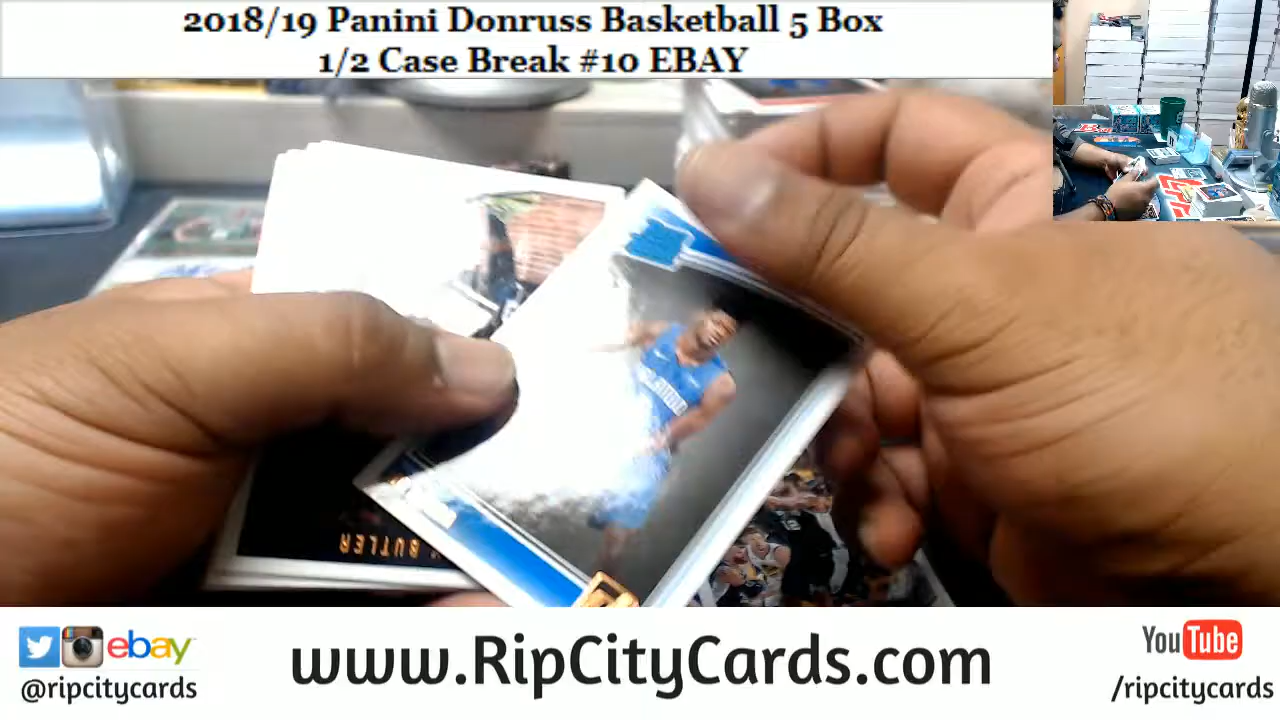 2018/19 Panini Donruss Basketball 5 Box
1/2 Case Break #10 EBAY
BUTLER
ebay
@ripcitycards
www.RipCityCards.com
YouTube
/ripcitycards